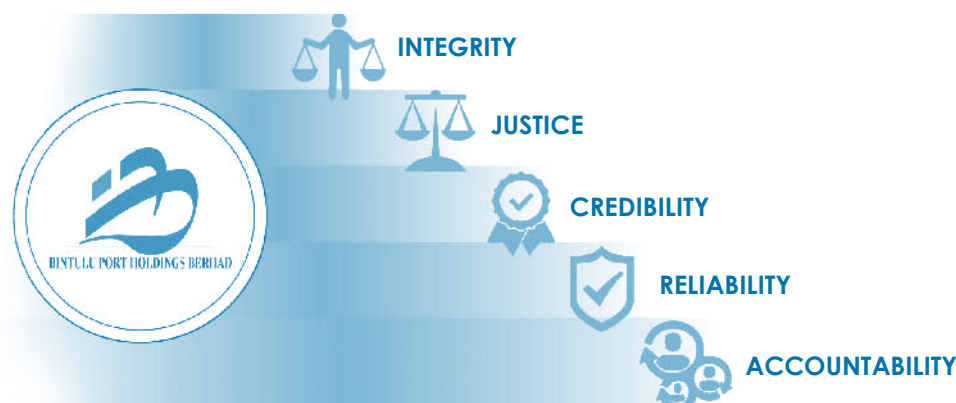 INTEGRITY
JUSTICE
CREDIBILITY
BINTULU PORT HOLDINGS BERHAD
RELIABILITY
ACCOUNTABILITY